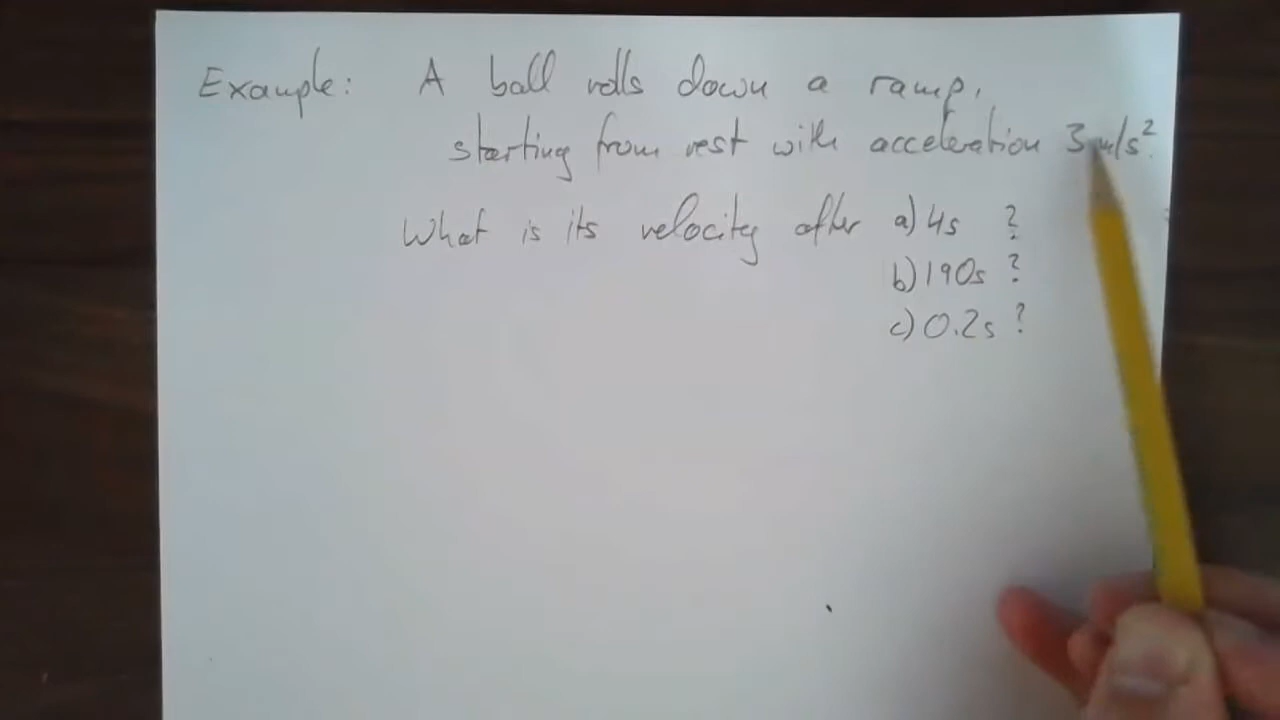 Example: A ball rolls down a ramp,
starting from rest with acceleration 3m/s².
What is its velocity after a) 4s ?
b) 190s ?
c) 0.2s ?